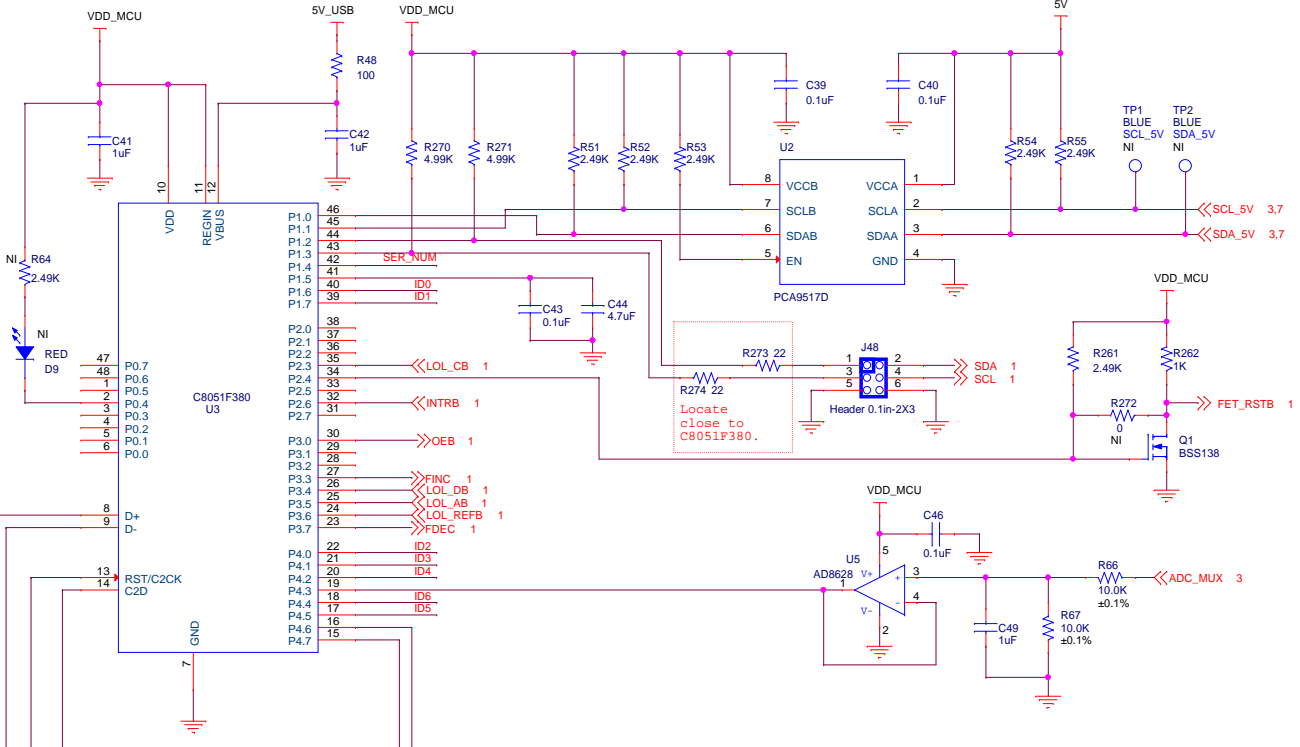 VDD_MCU
5V_USB
VDD_MCU
5V
R48
100
C41
1uF
C42
1uF
R270
4.99K
R271
4.99K
R51
2.49K
R52
2.49K
R53
2.49K
C39
0.1uF
C40
0.1uF
R54
2.49K
R55
2.49K
TP1
BLUE
SCL_5V
NI
TP2
BLUE
SDA_5V
NI
U2
8 VCCB VCCA 1
7 SCLB SCLA 2
6 SDAB SDAA 3
5 EN GND 4
PCA9517D
SCL_5V 3,7
SDA_5V 3,7
NI R64
2.49K
NI
RED
D9
10 VDD
11 REGIN
12 VBUS
P1.0 46
P1.1 45
P1.2 44
P1.3 43
P1.4 42 SER_NUM
P1.5 41
P1.6 40 ID0
P1.7 39 ID1
P2.0 38
P2.1 37
P2.2 36
P2.3 35 LOL_CB 1
P2.4 34
P2.5 33
P2.6 32 INTRB 1
P2.7 31
P3.0 30 OEB 1
P3.1 29
P3.2 28
P3.3 27 FINC 1
P3.4 26 LOL_DB 1
P3.5 25 LOL_AB 1
P3.6 24 LOL_REFB 1
P3.7 23 FDEC 1
P4.0 22 ID2
P4.1 21 ID3
P4.2 20 ID4
P4.3 19
P4.4 18 ID6
P4.5 17 ID5
P4.6 16
P4.7 15
47 P0.7
48 P0.6
1 P0.5
2 P0.4
3 P0.3
4 P0.2
5 P0.1
6 P0.0
8 D+
9 D-
13 RST/C2CK
14 C2D
GND 7
C8051F380
U3
C43
0.1uF
C44
4.7uF
R273 22
R274 22
Locate
close to
C8051F380.
J48
1 2
3 4
5 6
Header 0.1in-2X3
SDA 1
SCL 1
VDD_MCU
R261
2.49K
R262
1K
R272
0
NI
FET_RSTB 1
Q1
BSS138
VDD_MCU
C46
0.1uF
U5
AD8628
5
V+
1
+ 3
- 4
V-
2
R66
10.0K
±0.1%
ADC_MUX 3
C49
1uF
R67
10.0K
±0.1%